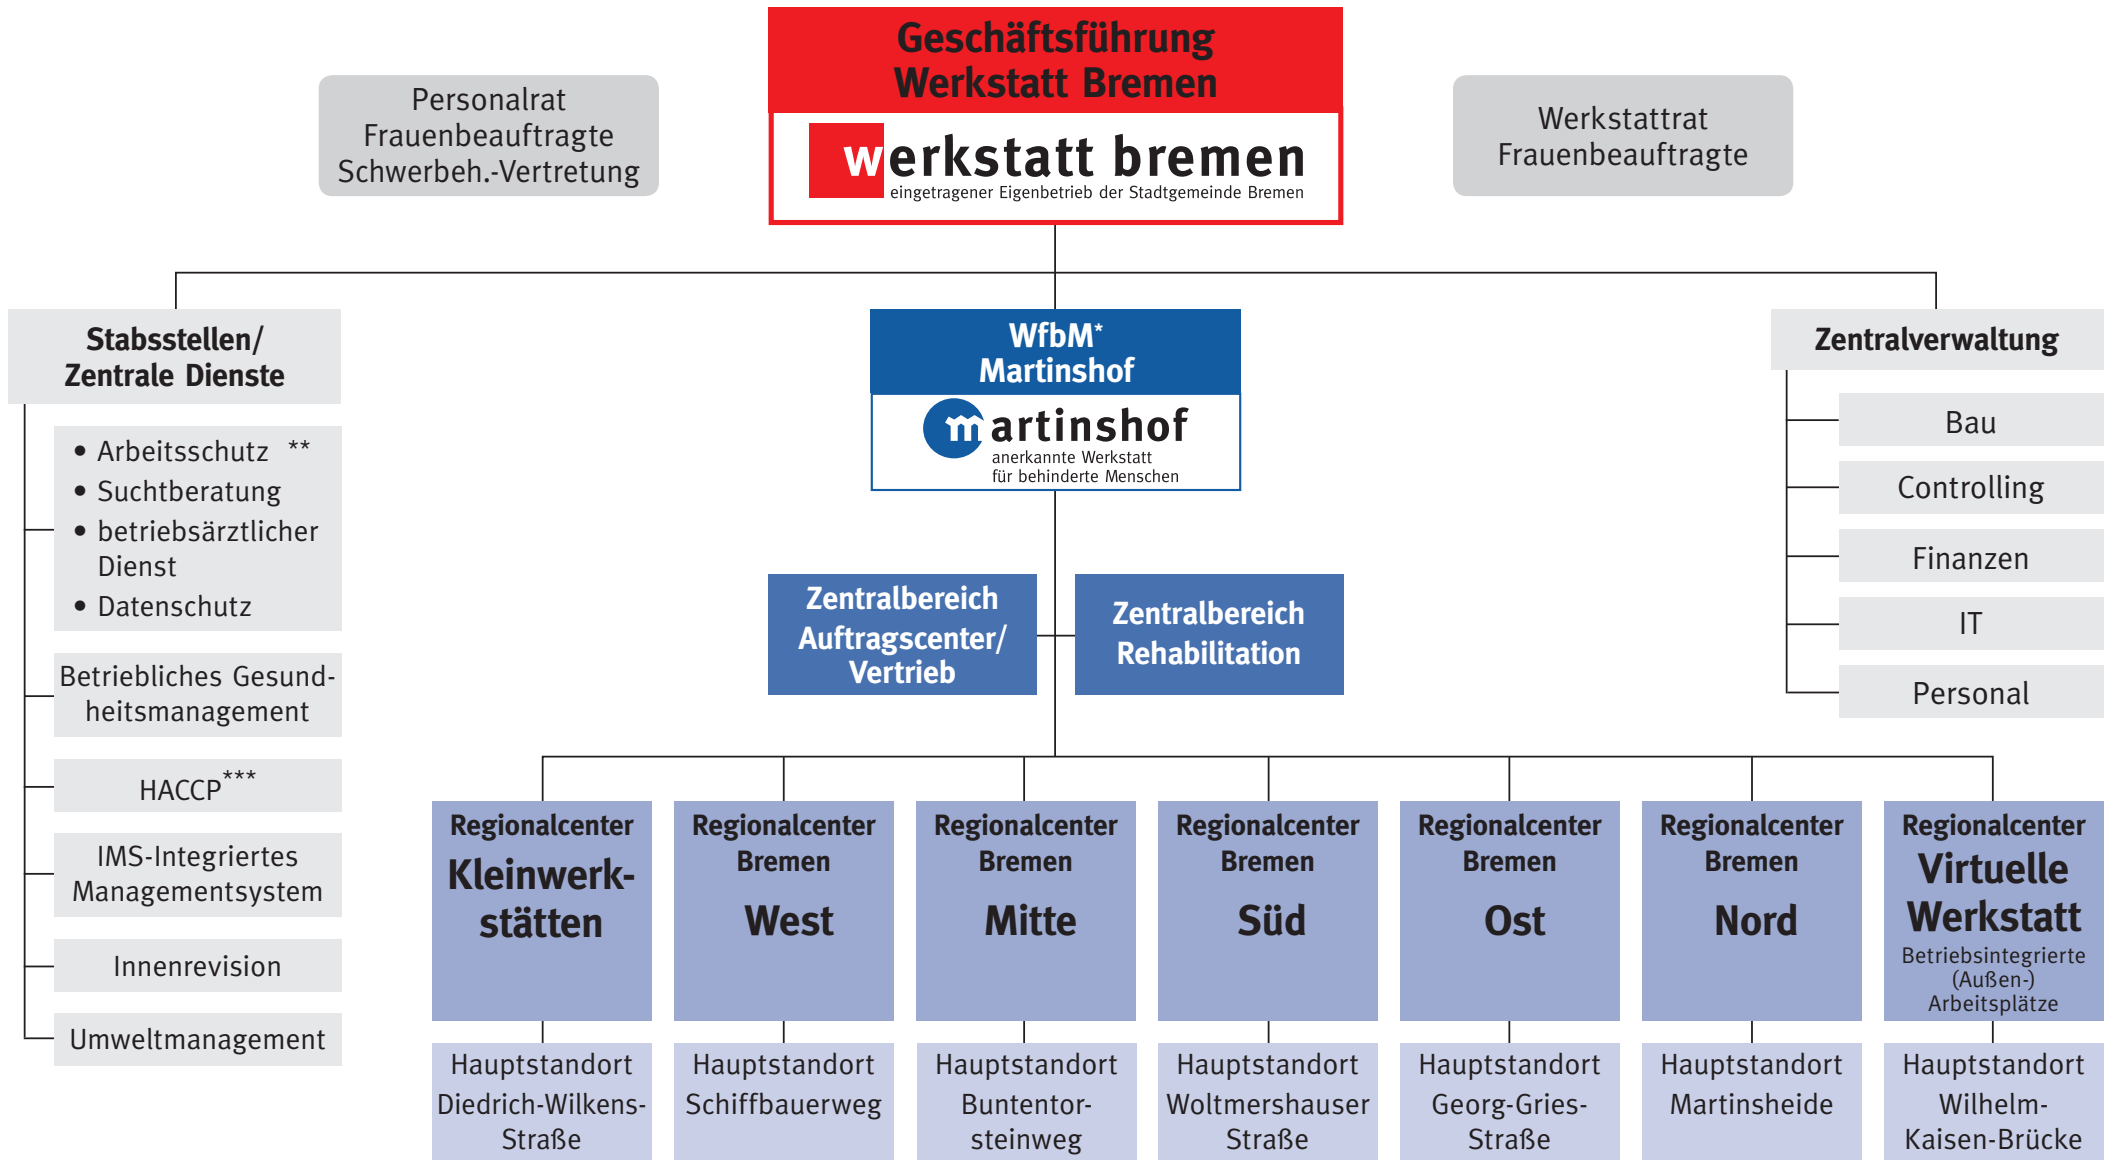 Geschäftsführung
Werkstatt Bremen
werkstatt bremen
eingetragener Eigenbetrieb der Stadtgemeinde Bremen
Personalrat
Frauenbeauftragte
Schwerbeh.-Vertretung
Werkstattrat
Frauenbeauftragte
Stabsstellen/
Zentrale Dienste
• Arbeitsschutz **
• Suchtberatung
• betriebsärztlicher
Dienst
• Datenschutz
Betriebliches Gesund-
heitsmanagement
HACCP***
IMS-Integriertes
Managementsystem
Innenrevision
Umweltmanagement
WfbM*
Martinshof
martinshof
anerkannte Werkstatt
für behinderte Menschen
Zentralbereich
Auftragscenter/
Vertrieb
Zentralbereich
Rehabilitation
Zentralverwaltung
Bau
Controlling
Finanzen
IT
Personal
Regionalcenter
Kleinwerk-
stätten
Hauptstandort
Diedrich-Wilkens-
Straße
Regionalcenter
Bremen
West
Hauptstandort
Schiffbauerweg
Regionalcenter
Bremen
Mitte
Hauptstandort
Buntentor-
steinweg
Regionalcenter
Bremen
Süd
Hauptstandort
Woltmershauser
Straße
Regionalcenter
Bremen
Ost
Hauptstandort
Georg-Gries-
Straße
Regionalcenter
Bremen
Nord
Hauptstandort
Martinsheide
Regionalcenter
Virtuelle
Werkstatt
Betriebsintegrierte
(Außen-)
Arbeitsplätze
Hauptstandort
Wilhelm-
Kaisen-Brücke